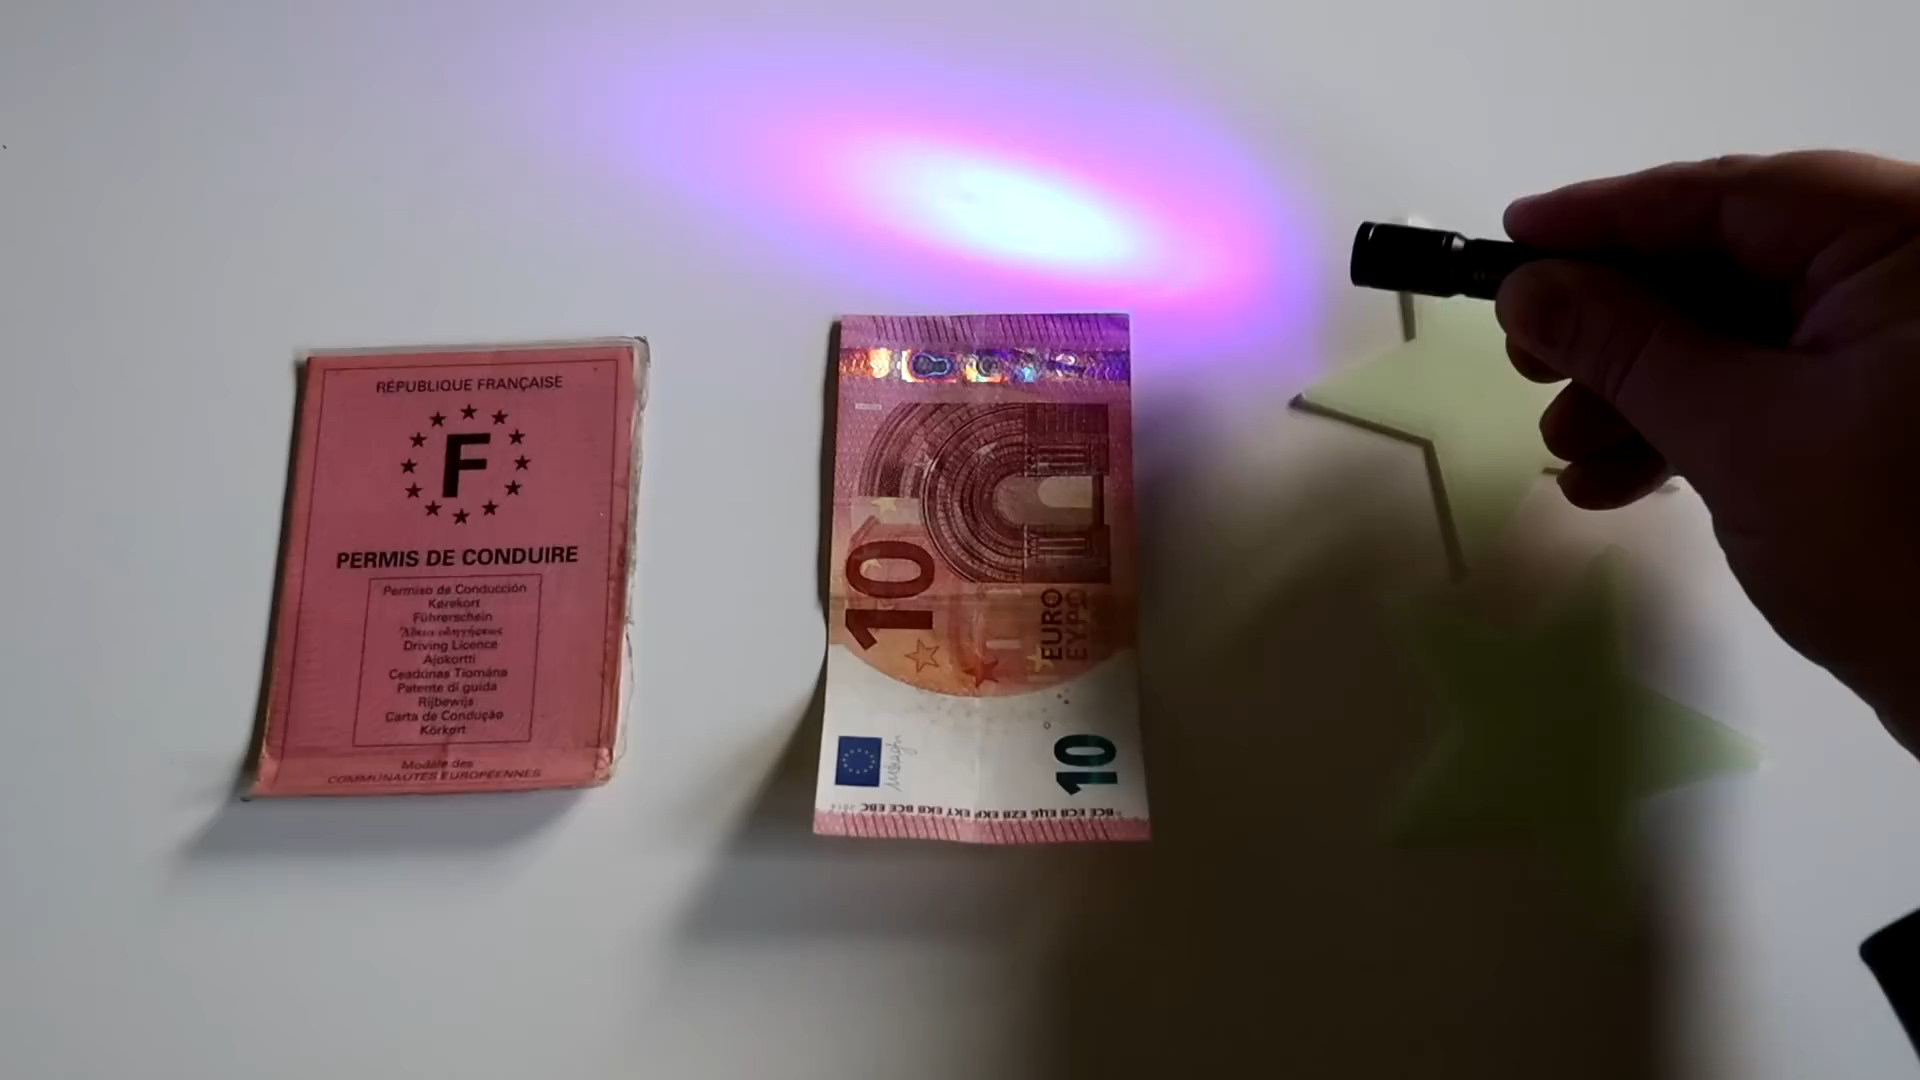 RÉPUBLIQUE FRANÇAISE
F
PERMIS DE CONDUIRE
Permiso de Conducción
Kørekort
Führerschein
Ἄδεια ὁδηγήσεως
Driving Licence
Ajokortti
Ceadúnas Tiomána
Patente di guida
Rijbewijs
Carta de Condução
Körkort
Modèle des
COMMUNAUTÉS EUROPÉENNES
10
EURO
ΕΥΡΩ
10
BCE ECB ЕЦБ EZB EKP EKT EKB BCE EBC